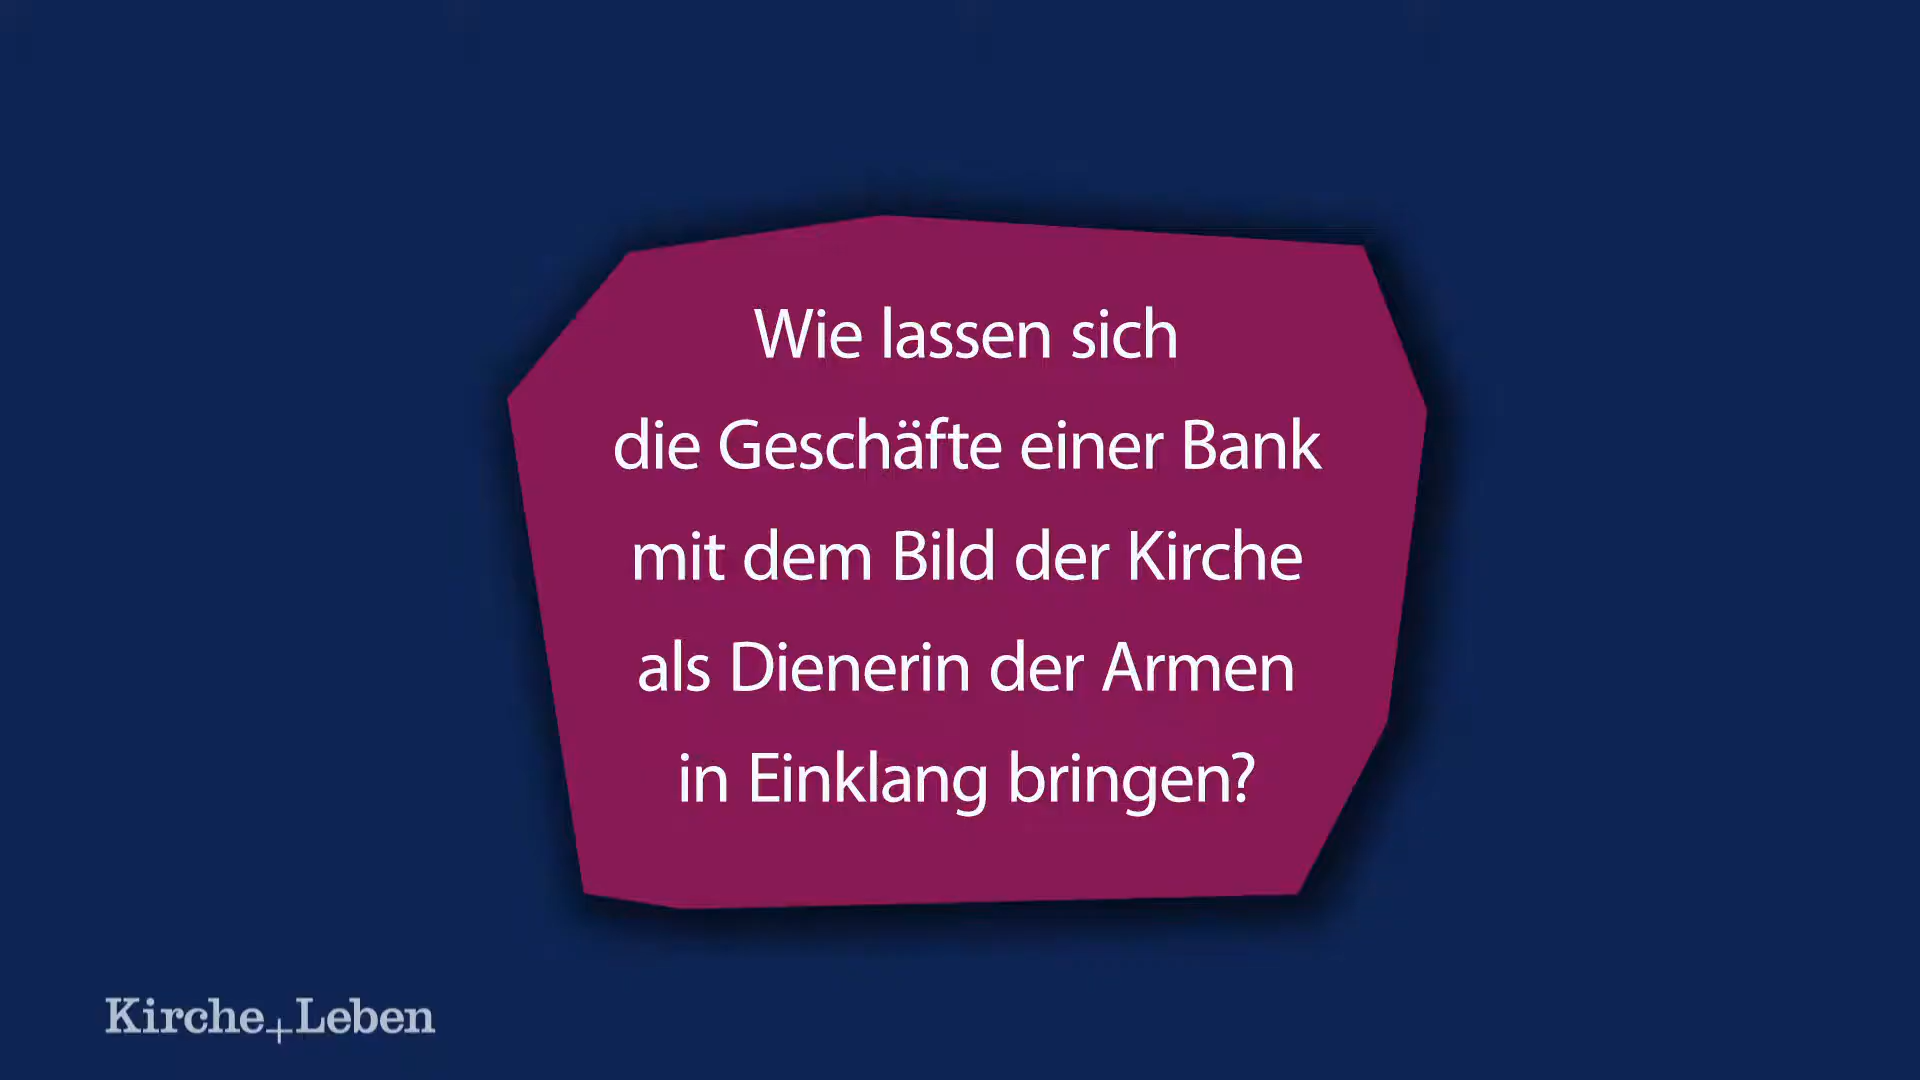 Wie lassen sich
die Geschäfte einer Bank
mit dem Bild der Kirche
als Dienerin der Armen
in Einklang bringen?
Kirche+Leben